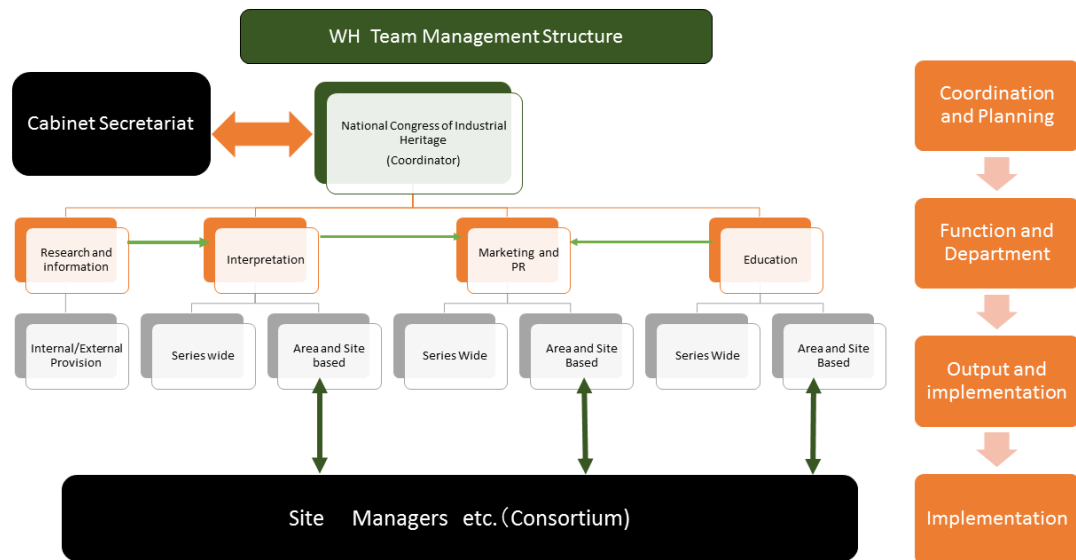 WH Team Management Structure
Cabinet Secretariat
National Congress of Industrial
Heritage
(Coordinator)
Coordination
and Planning
Research and
information
Interpretation
Marketing and
PR
Education
Function and
Department
Internal/External
Provision
Series wide
Area and Site
based
Series Wide
Area and Site
Based
Series Wide
Area and Site
Based
Output and
implementation
Site Managers etc.(Consortium)
Implementation